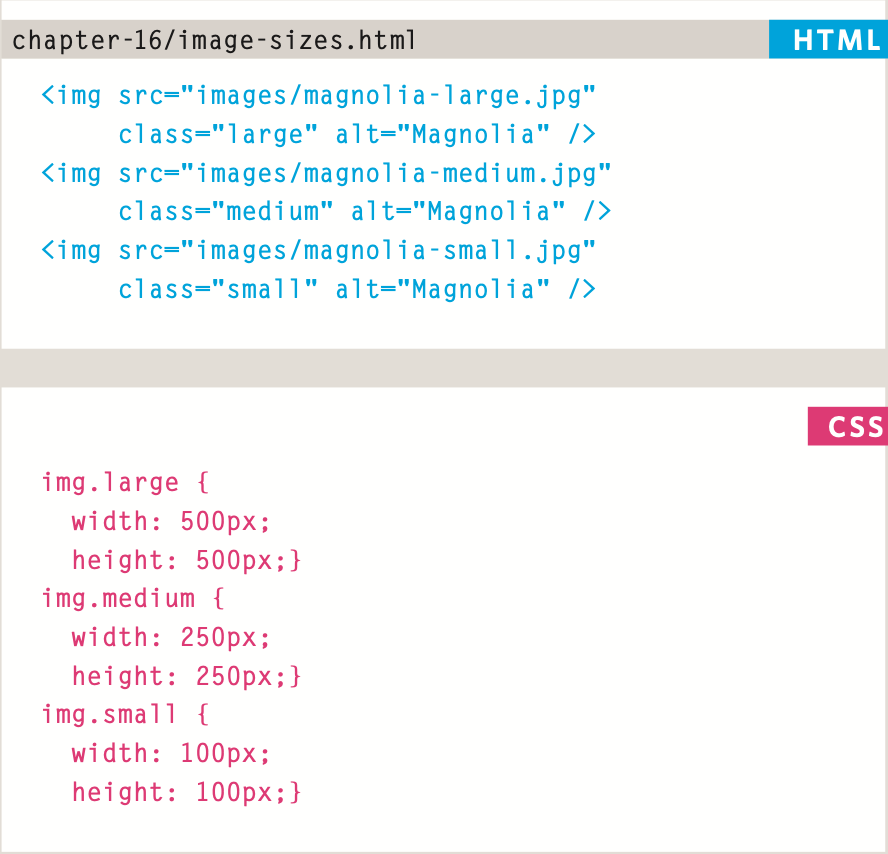 chapter-16/image-sizes.html HTML
<img src="images/magnolia-large.jpg"
class="large" alt="Magnolia" />
<img src="images/magnolia-medium.jpg"
class="medium" alt="Magnolia" />
<img src="images/magnolia-small.jpg"
class="small" alt="Magnolia" />
CSS
img.large {
width: 500px;
height: 500px;}
img.medium {
width: 250px;
height: 250px;}
img.small {
width: 100px;
height: 100px;}